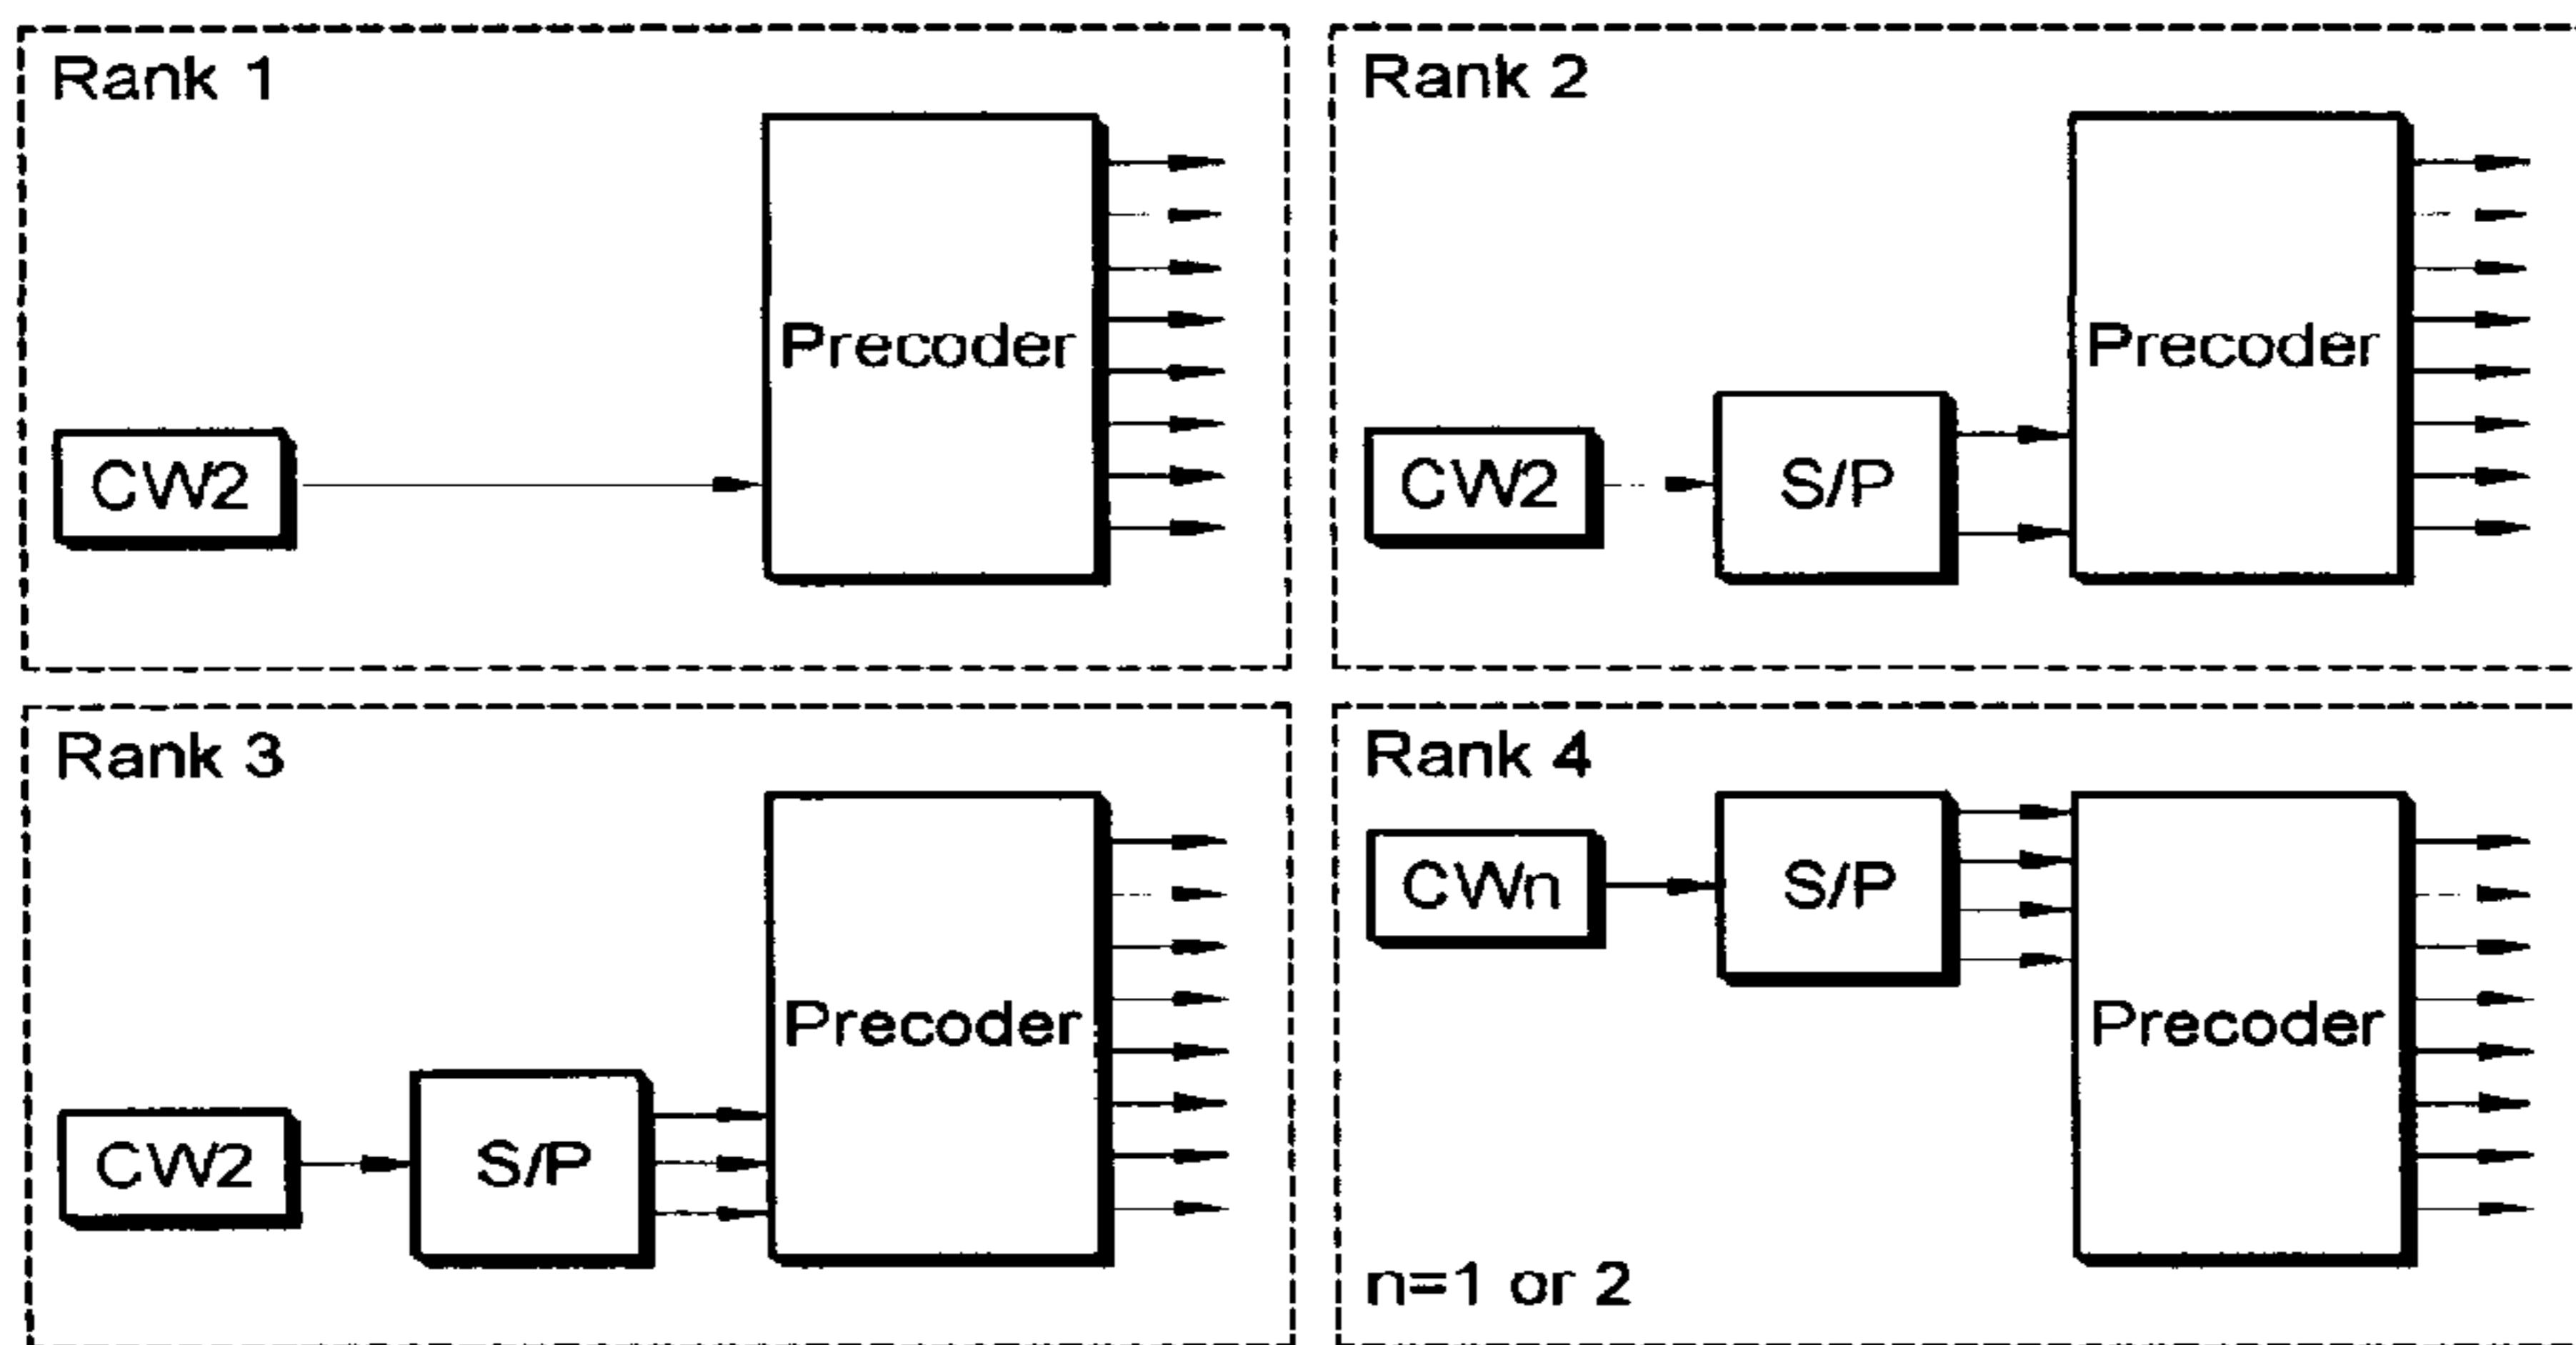 Rank 1
Precoder
CW2
Rank 2
Precoder
CW2
S/P
Rank 3
Precoder
CW2
S/P
Rank 4
CWn
S/P
Precoder
n=1 or 2